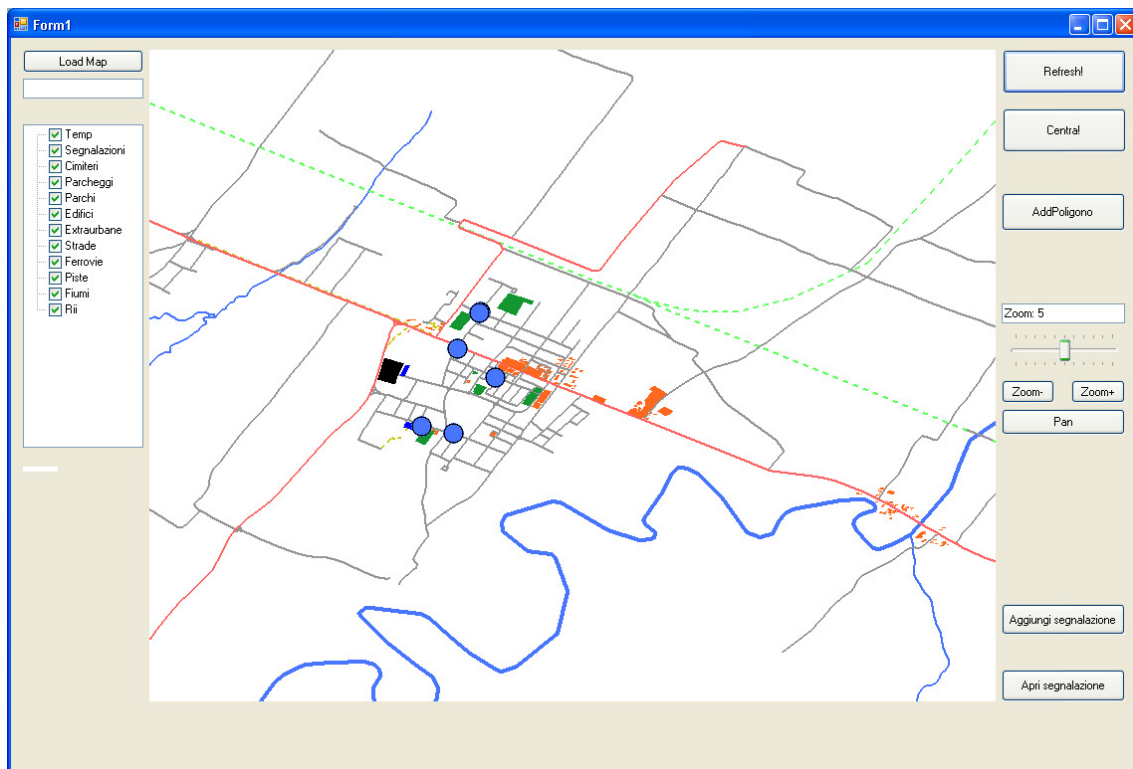 Form1
Load Map
Temp
Segnalazioni
Cimiteri
Parcheggi
Parchi
Edifici
Extraurbane
Strade
Ferrovie
Piste
Fiumi
Rii
Refresh!
Central
AddPoligono
Zoom: 5
Zoom- Zoom+
Pan
Aggiungi segnalazione
Apri segnalazione